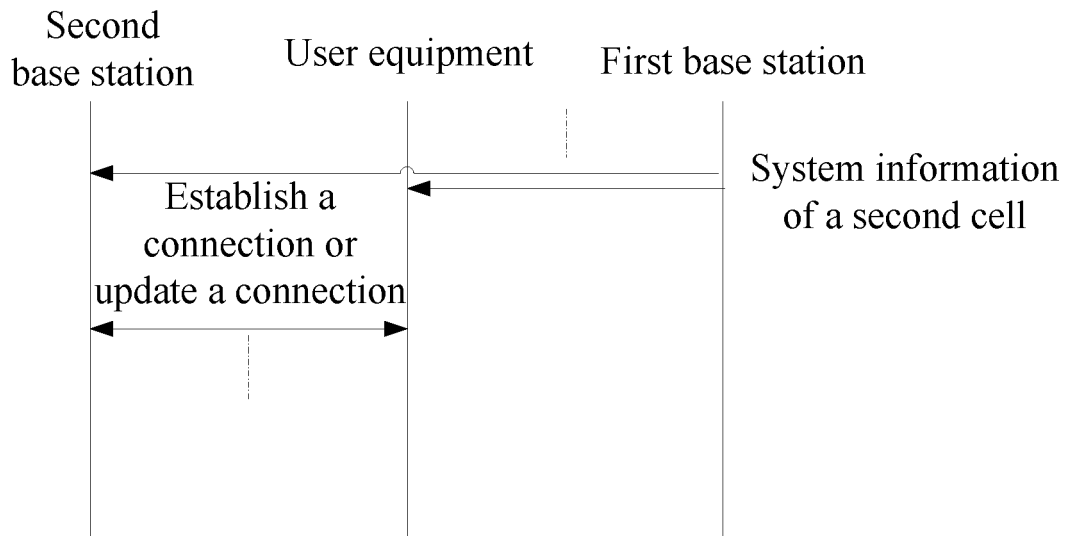 Second
base station
User equipment
First base station
System information
of a second cell
Establish a
connection or
update a connection